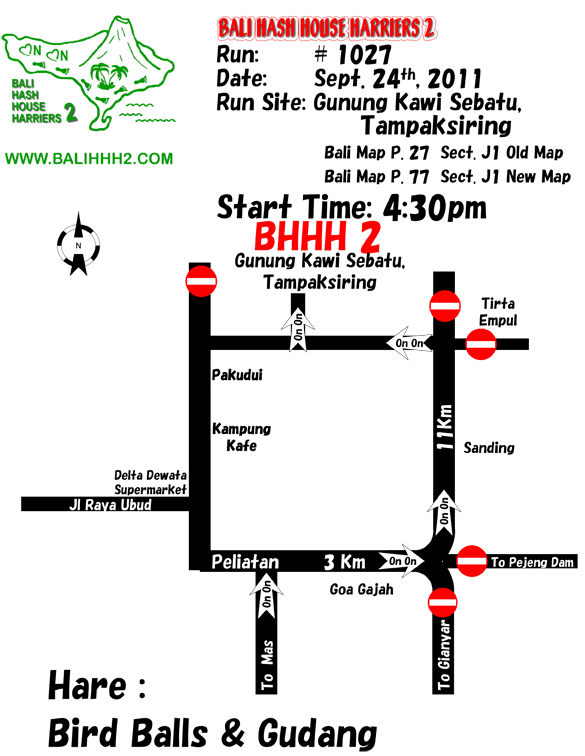 BALI HASH HOUSE HARRIERS 2
Run: # 1027
Date: Sept. 24th, 2011
Run Site: Gunung Kawi Sebatu,
Tampaksiring
Bali Map P. 27 Sect. J1 Old Map
Bali Map P. 77 Sect. J1 New Map
Start Time: 4:30pm
N N
BALI
HASH
HOUSE
HARRIERS 2
WWW.BALIHHH2.COM
N
BHHH 2
Gunung Kawi Sebatu,
Tampaksiring
Tirta
Empul
On On
On On
Pakudui
Kampung
Kafe
11Km
Sanding
Delta Dewata
Supermarket
Jl Raya Ubud
On On
Peliatan 3 Km On On
To Pejeng Dam
Goa Gajah
On On
To Mas
To Gianyar
Hare :
Bird Balls & Gudang